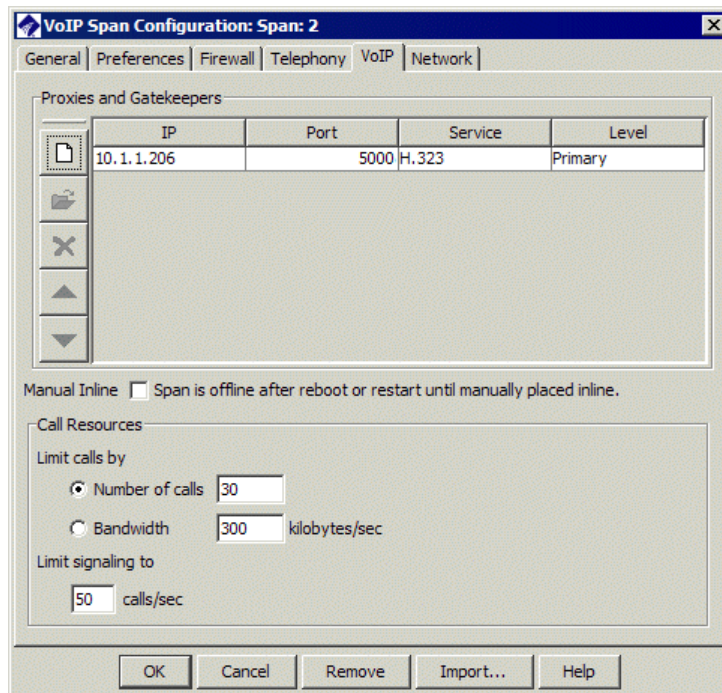 VoIP Span Configuration: Span: 2
General Preferences Firewall Telephony VoIP Network
Proxies and Gatekeepers
IP Port Service Level
10.1.1.206 5000 H.323 Primary
Manual Inline Span is offline after reboot or restart until manually placed inline.
Call Resources
Limit calls by
Number of calls 30
Bandwidth 300 kilobytes/sec
Limit signaling to
50 calls/sec
OK Cancel Remove Import... Help